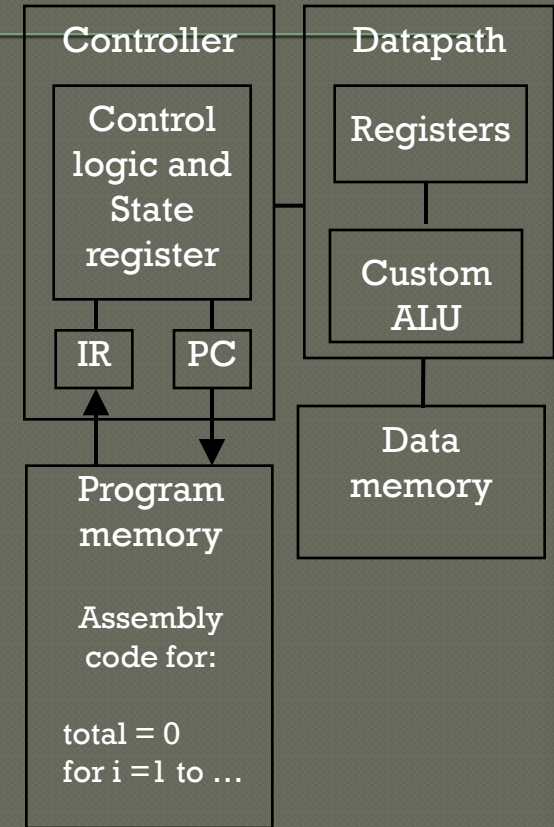 Controller
Control
logic and
State
register
IR
PC
Datapath
Registers
Custom
ALU
Data
memory
Program
memory
Assembly
code for:
total = 0
for i =1 to …